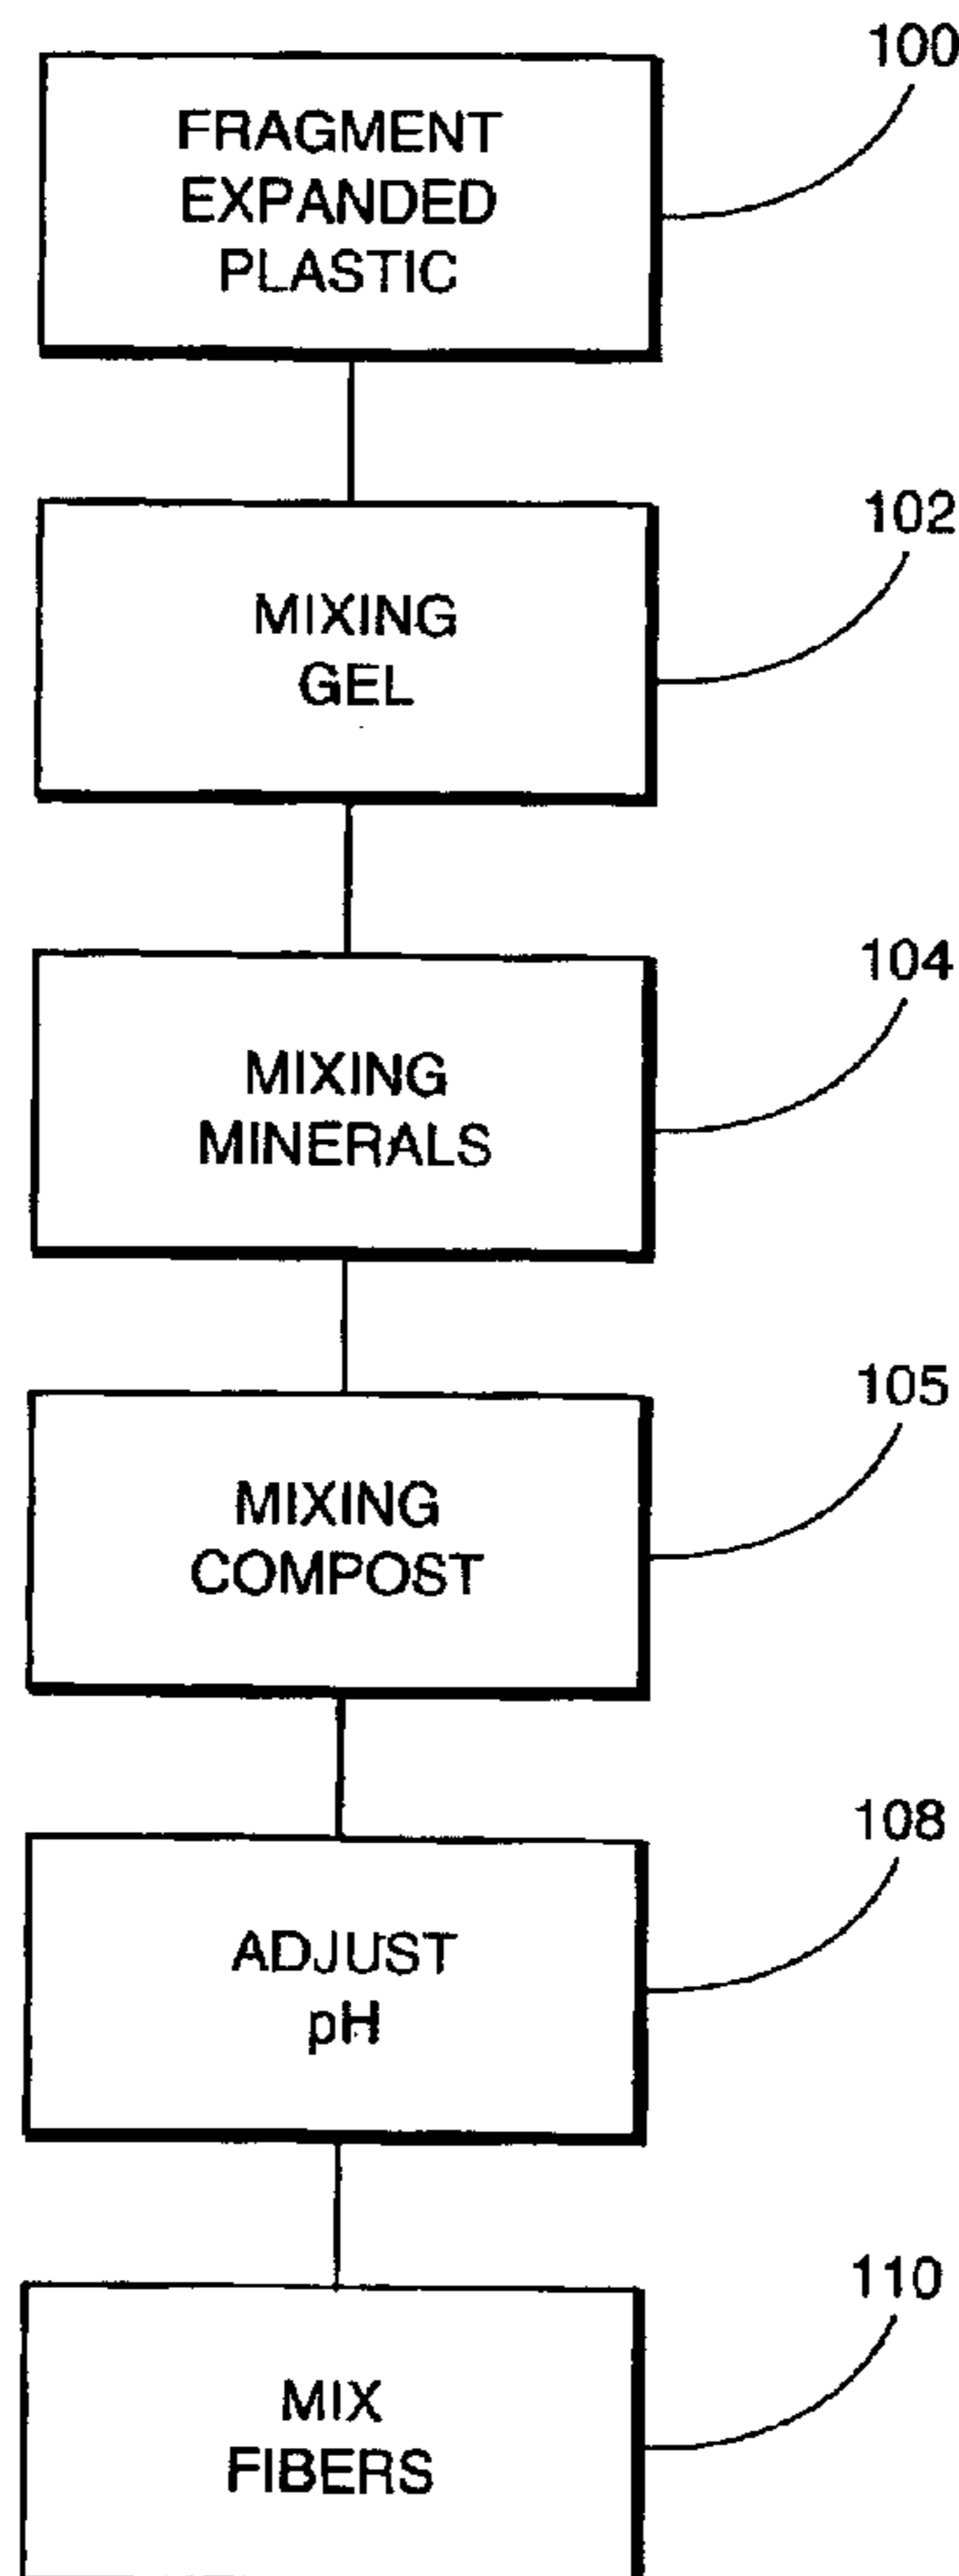 100
FRAGMENT
EXPANDED
PLASTIC
102
MIXING
GEL
104
MIXING
MINERALS
105
MIXING
COMPOST
108
ADJUST
pH
110
MIX
FIBERS